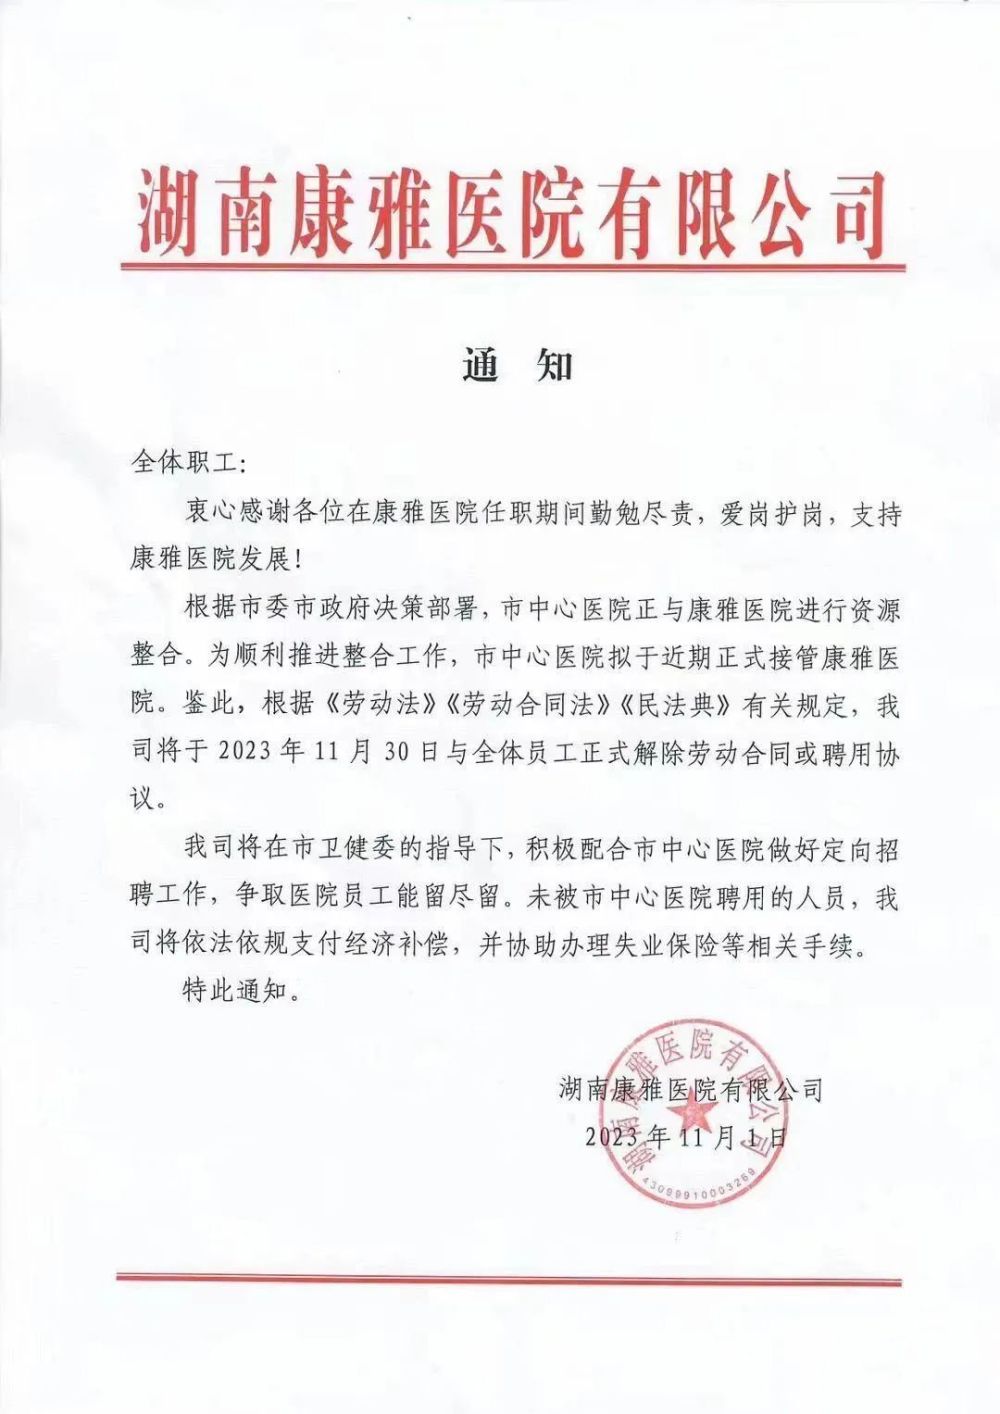 湖南康雅医院有限公司
通 知
全体职工：
衷心感谢各位在康雅医院任职期间勤勉尽责，爱岗护岗，支持
康雅医院发展！
根据市委市政府决策部署，市中心医院正与康雅医院进行资源
整合。为顺利推进整合工作，市中心医院拟于近期正式接管康雅医
院。鉴此，根据《劳动法》《劳动合同法》《民法典》有关规定，我
司将于 2023 年 11 月 30 日与全体员工正式解除劳动合同或聘用协
议。
我司将在市卫健委的指导下，积极配合市中心医院做好定向招
聘工作，争取医院员工能留尽留。未被市中心医院聘用的人员，我
司将依法依规支付经济补偿，并协助办理失业保险等相关手续。
特此通知。
湖南康雅医院有限公司
2023 年 11 月 1 日
湖南康雅医院有限公司
43099910003269